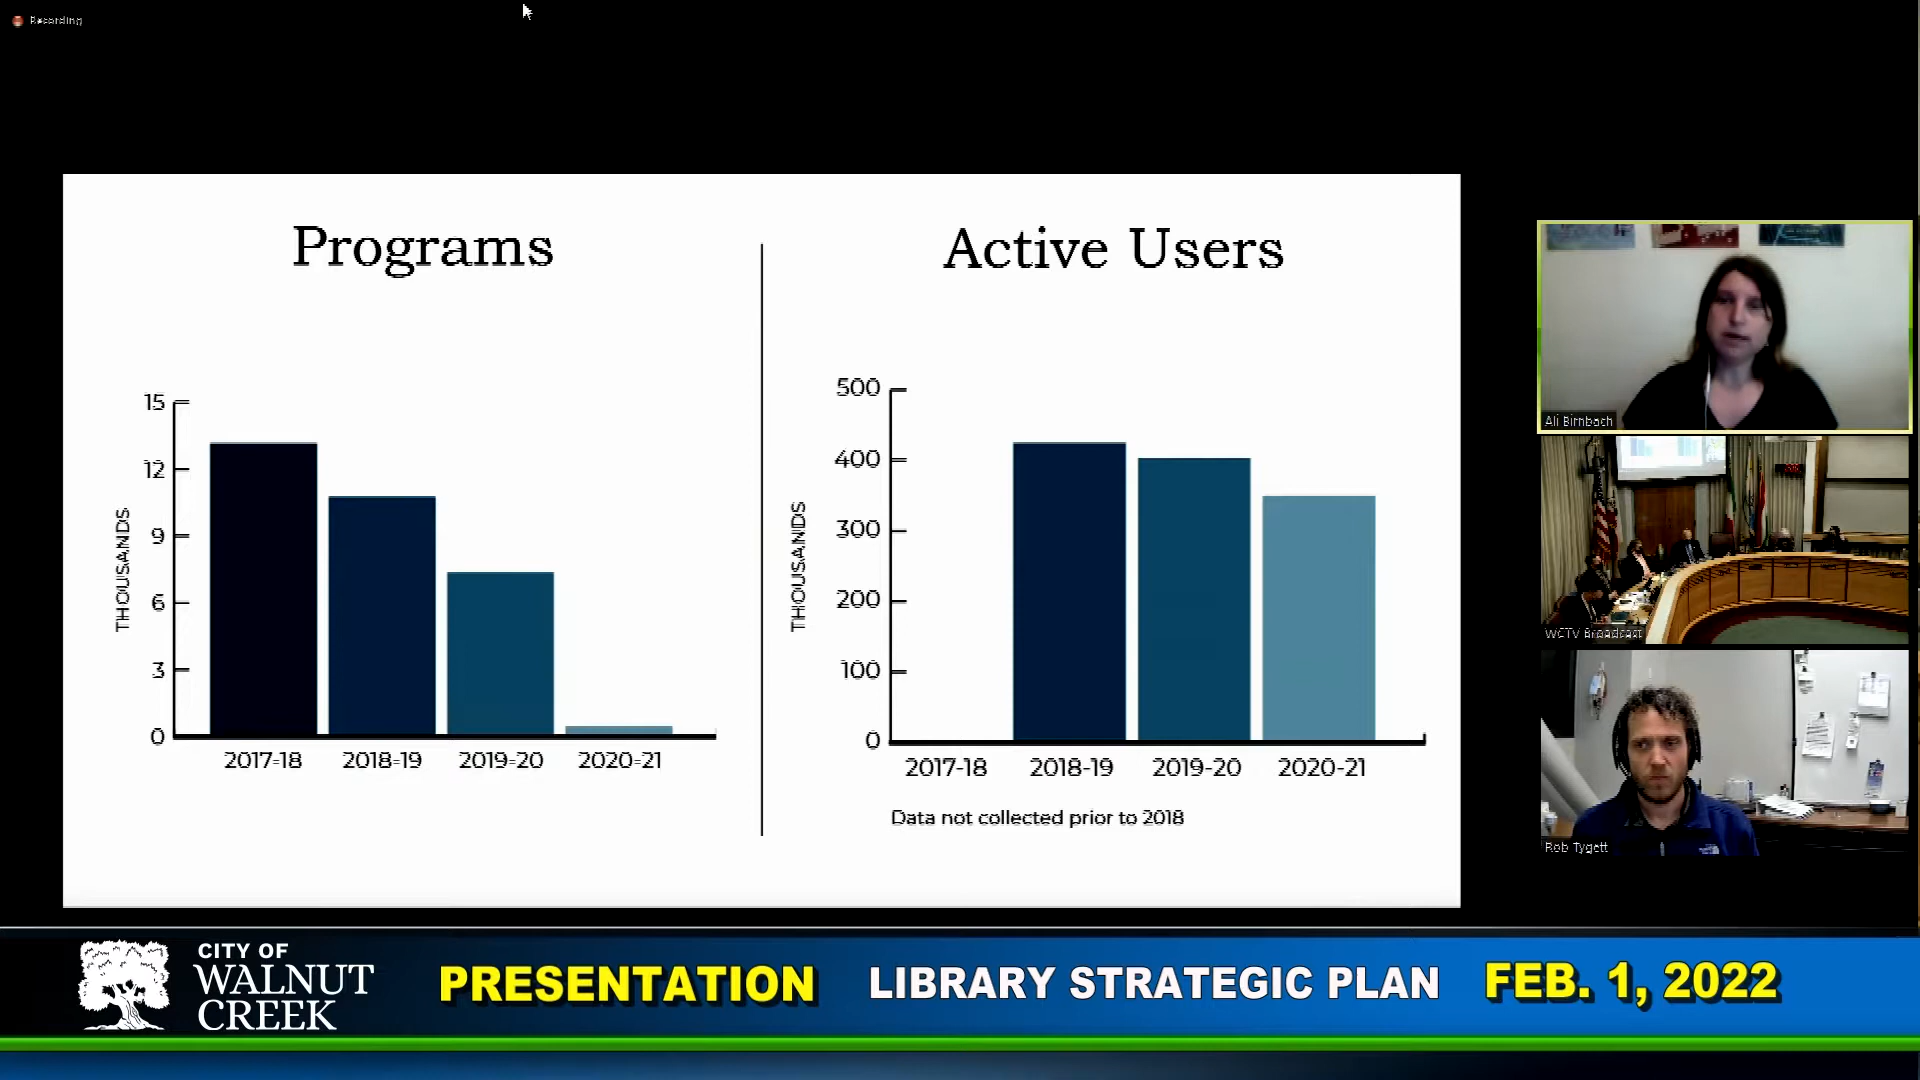 Recording
Programs
15
12
9
6
3
0
THOUSANDS
2017-18
2018-19
2019-20
2020-21
Active Users
500
400
300
200
100
0
THOUSANDS
2017-18
2018-19
2019-20
2020-21
Data not collected prior to 2018
Ali Birnbach
WCTV Broadcast
Rob Tygett
CITY OF
WALNUT
CREEK
PRESENTATION
LIBRARY STRATEGIC PLAN
FEB. 1, 2022